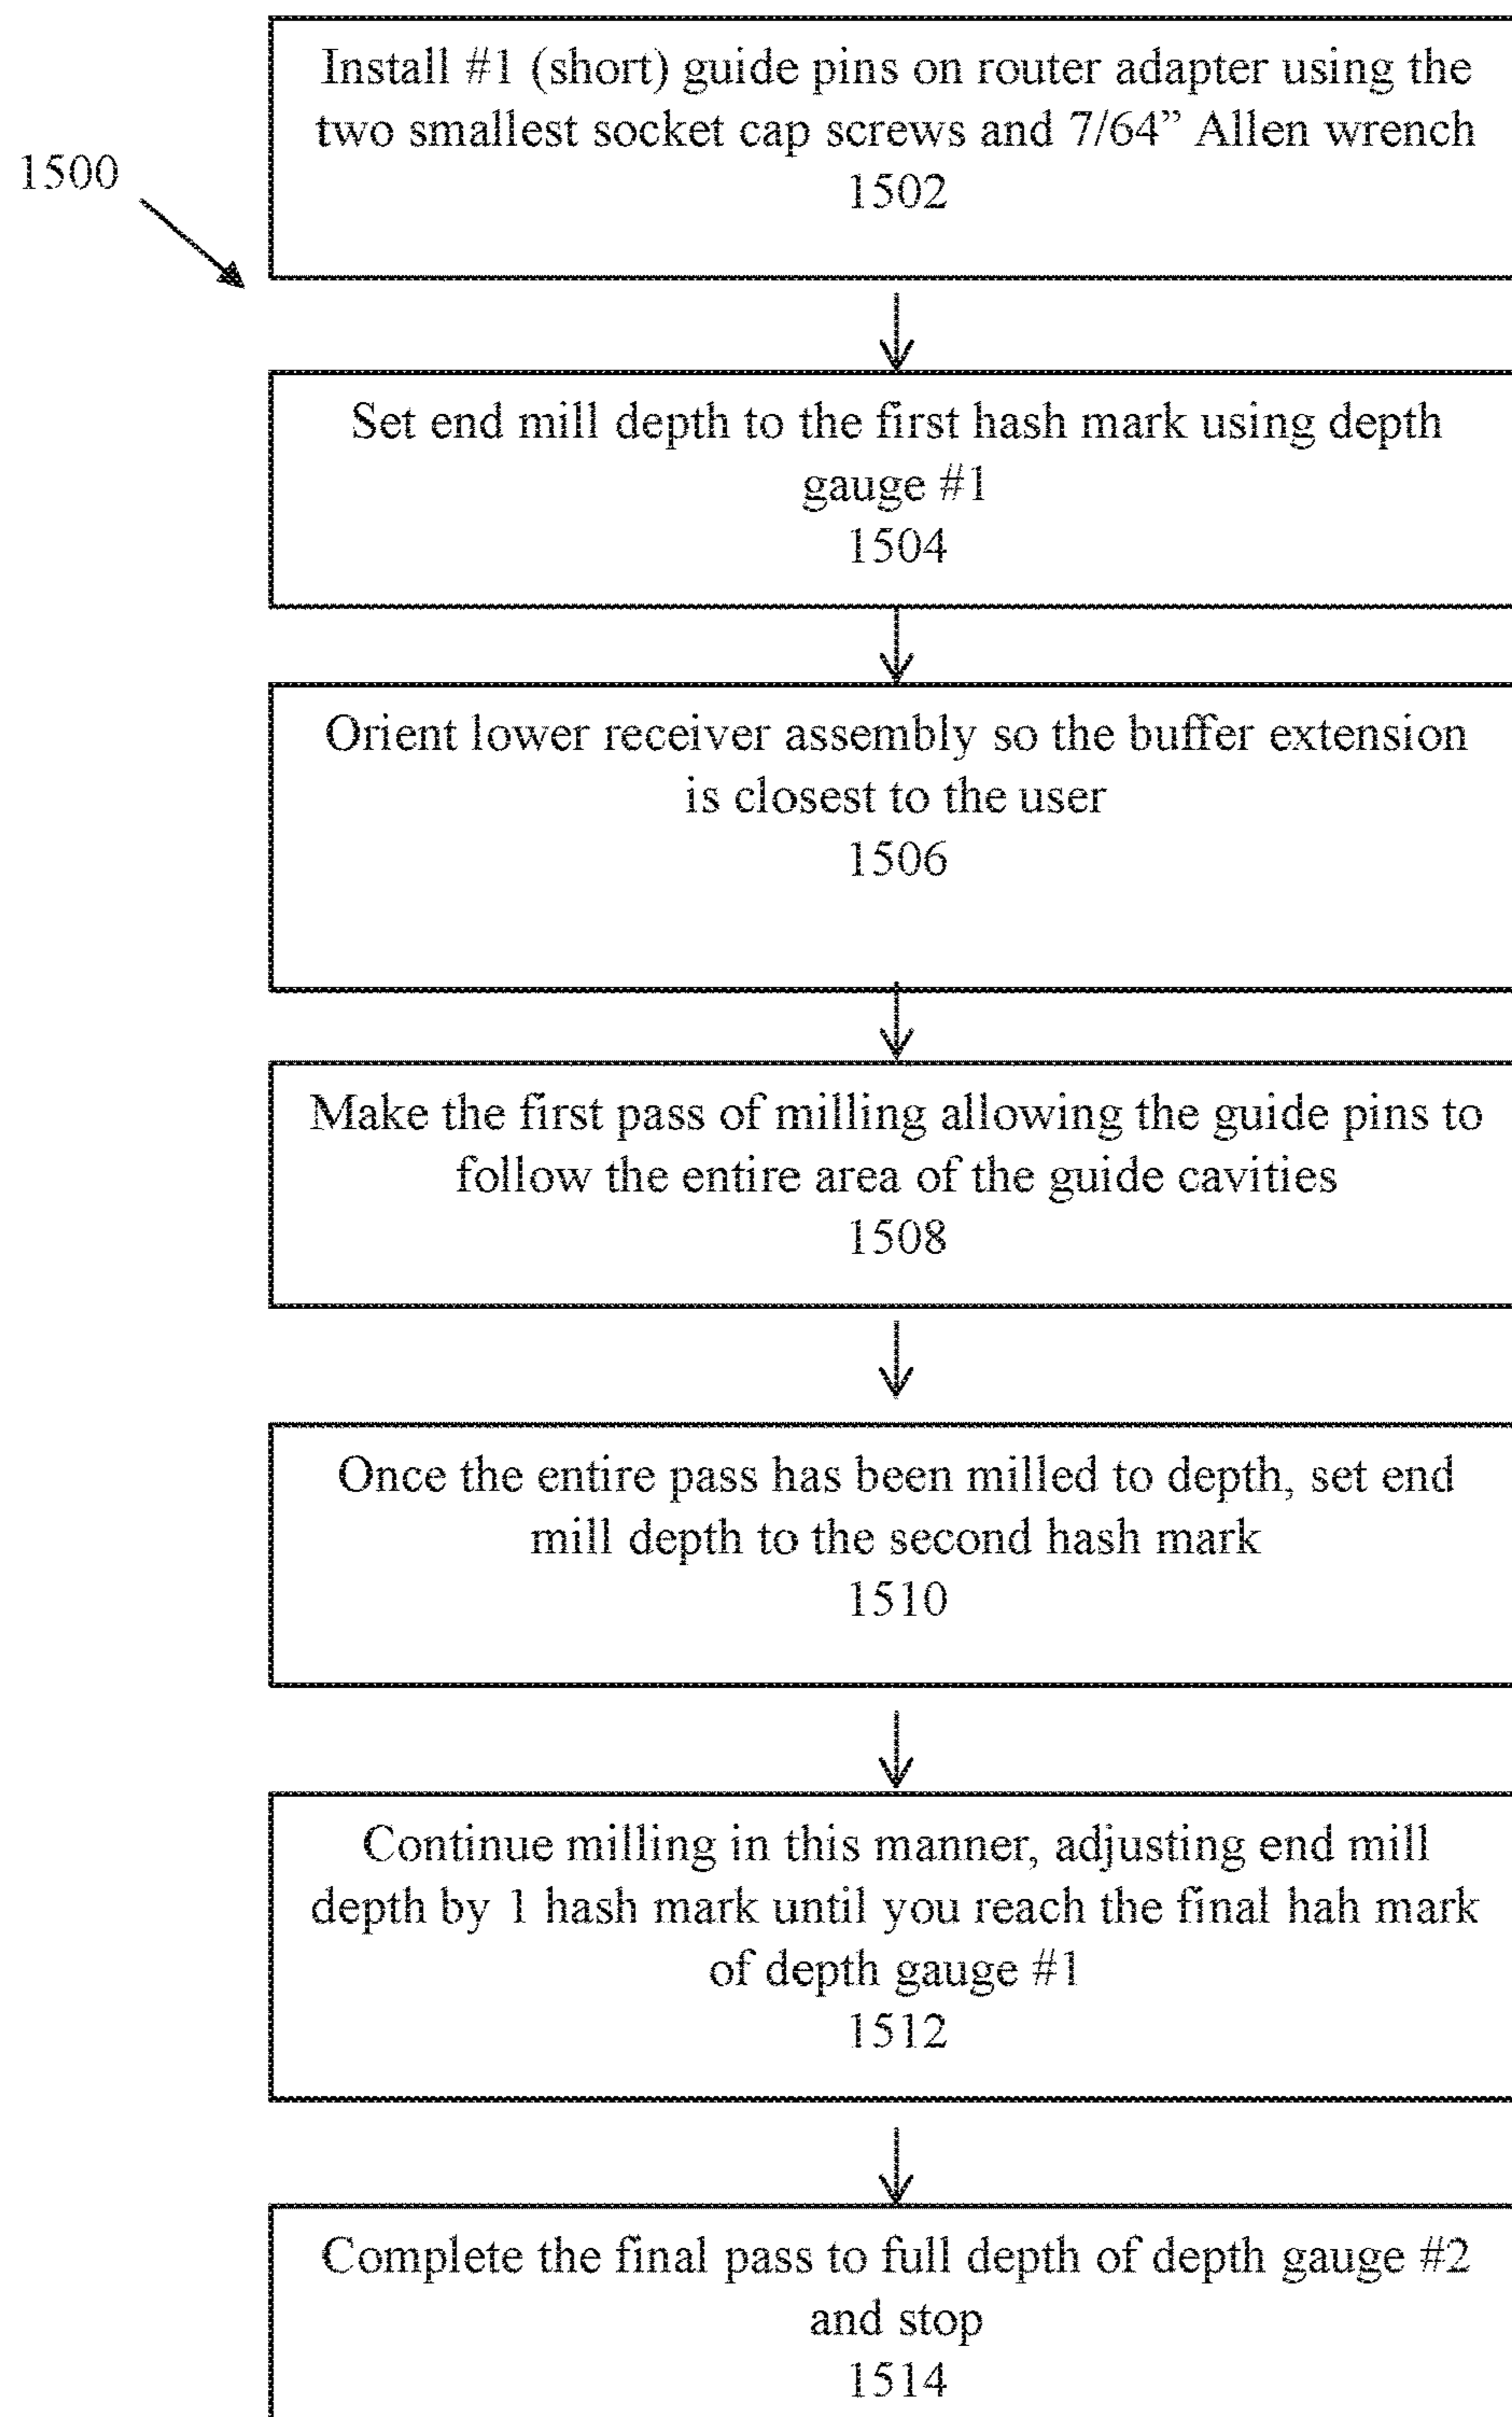 Install #1 (short) guide pins on router adapter using the
two smallest socket cap screws and 7/64” Allen wrench
1502
1500
Set end mill depth to the first hash mark using depth
gauge #1
1504
Orient lower receiver assembly so the buffer extension
is closest to the user
1506
Make the first pass of milling allowing the guide pins to
follow the entire area of the guide cavities
1508
Once the entire pass has been milled to depth, set end
mill depth to the second hash mark
1510
Continue milling in this manner, adjusting end mill
depth by 1 hash mark until you reach the final hah mark
of depth gauge #1
1512
Complete the final pass to full depth of depth gauge #2
and stop
1514